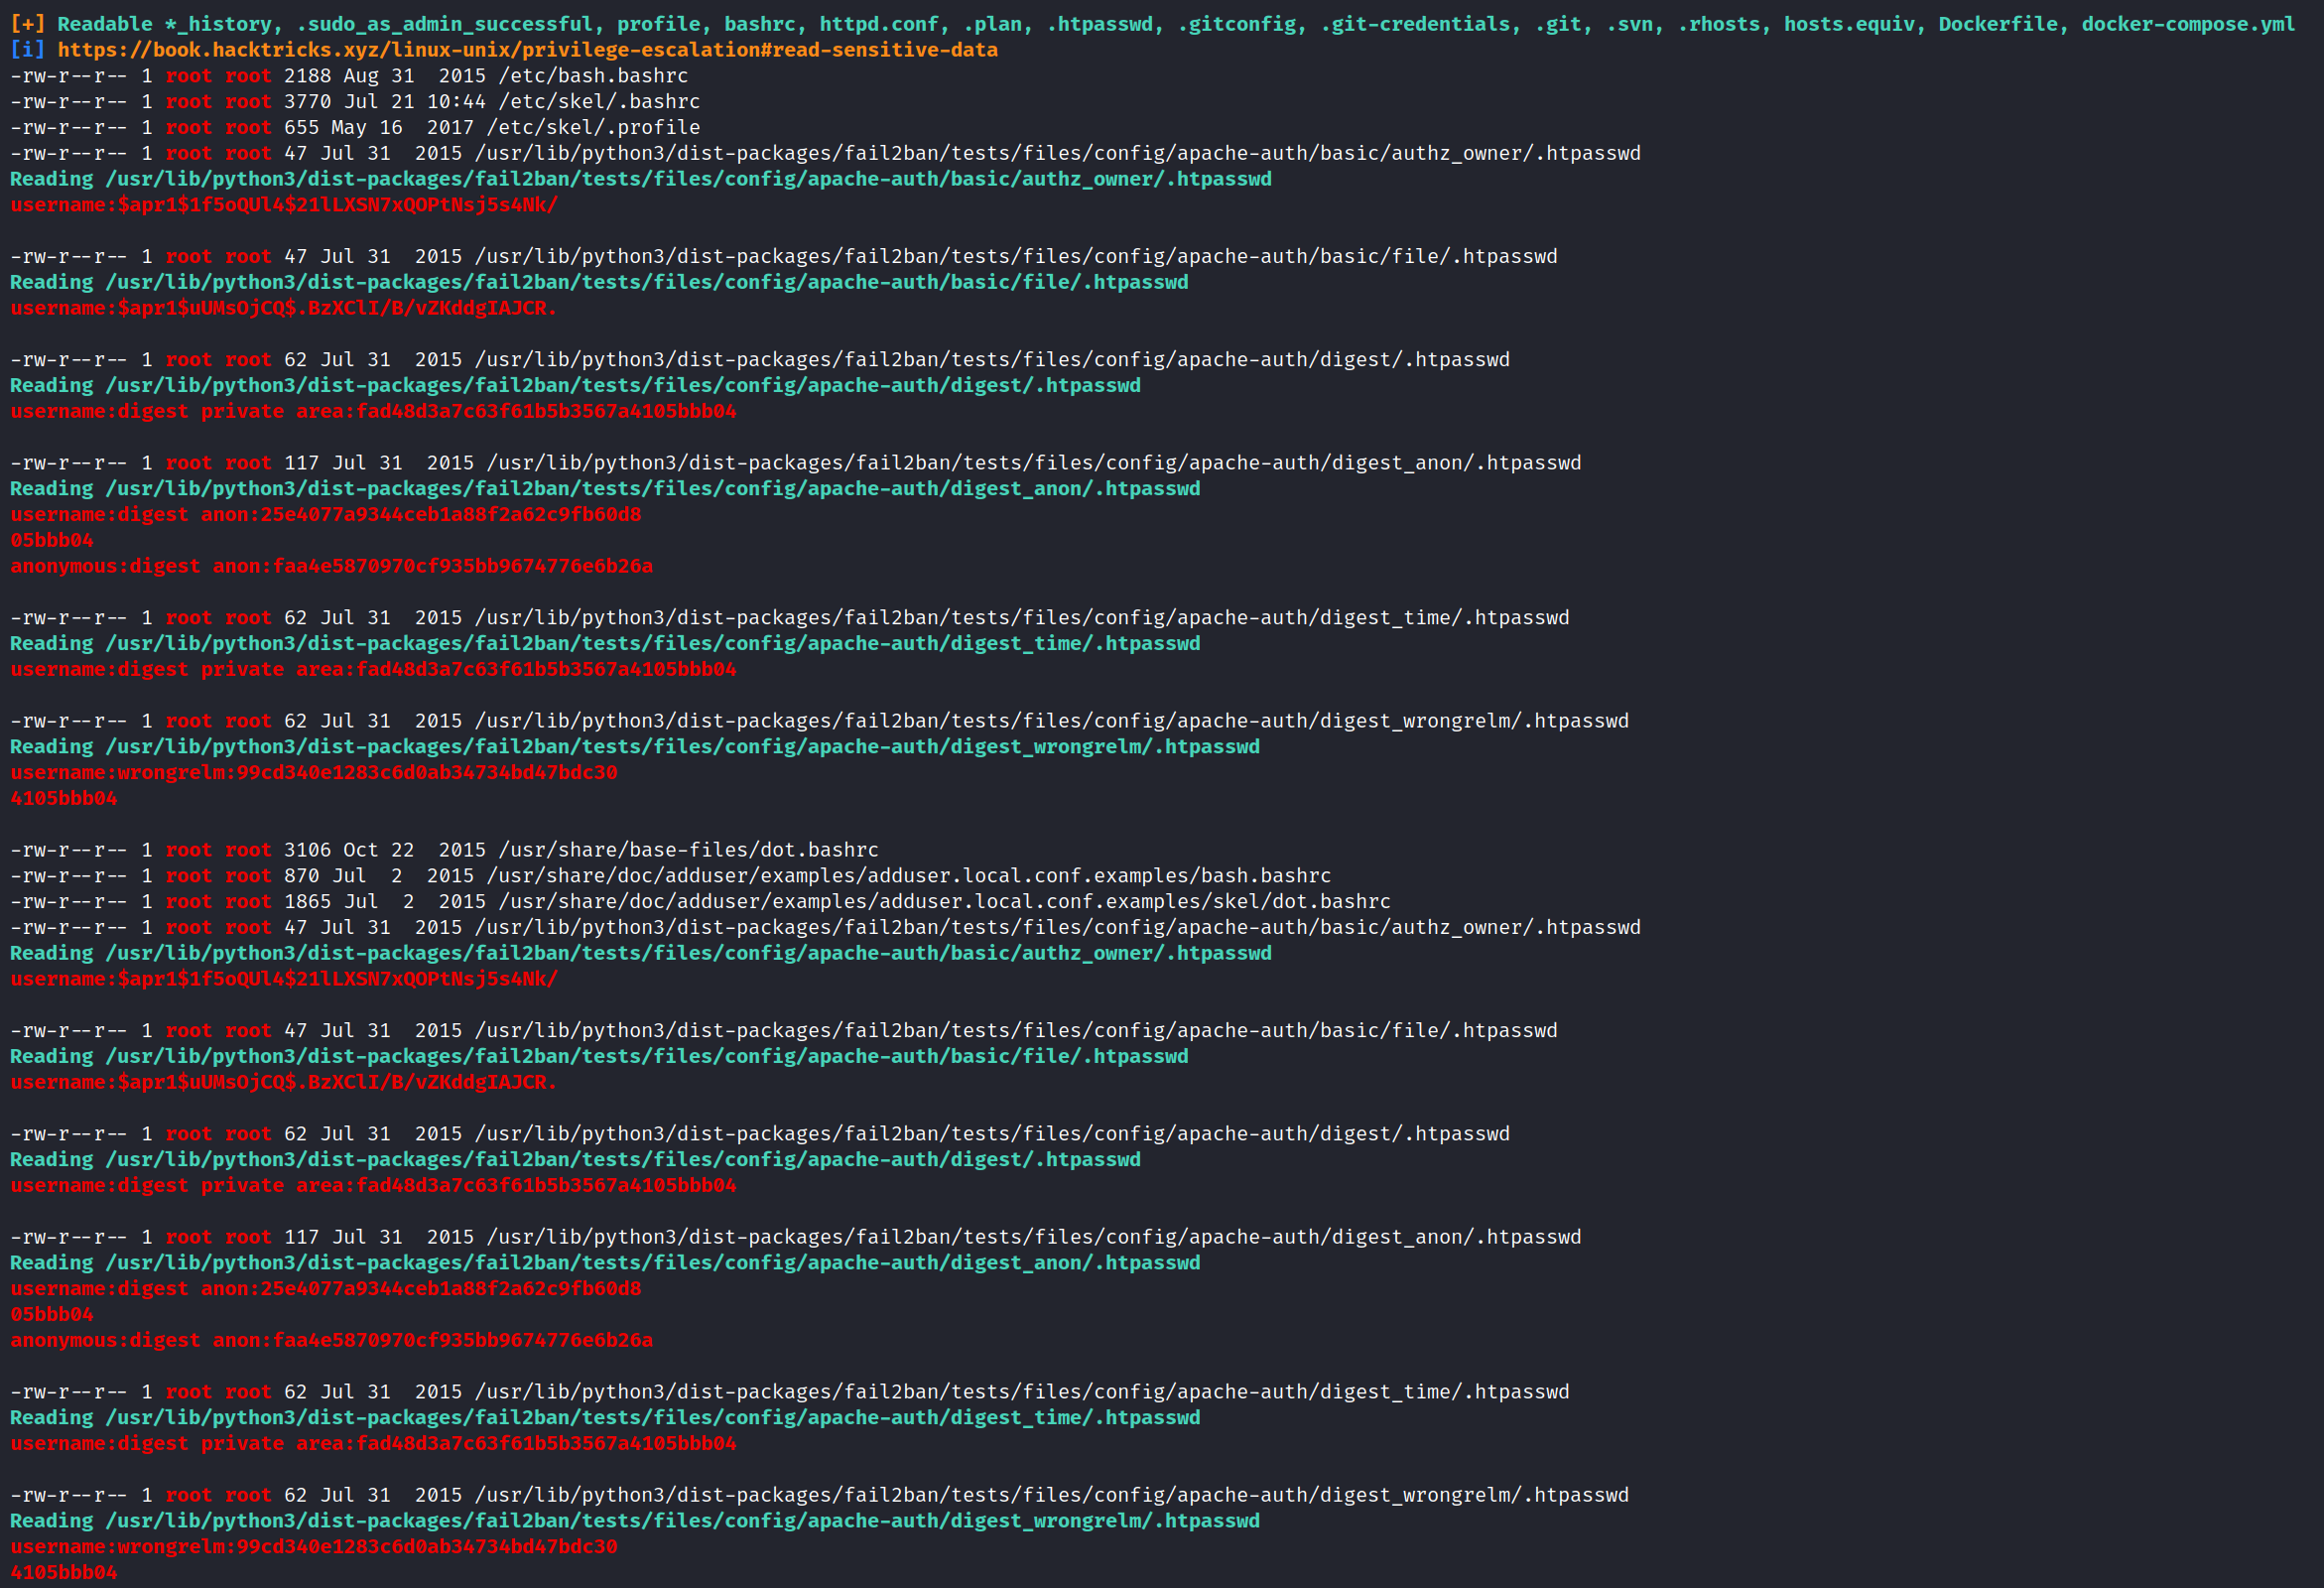 [+] Readable *_history, .sudo_as_admin_successful, profile, bashrc, httpd.conf, .plan, .htpasswd, .gitconfig, .git-credentials, .git, .svn, .rhosts, hosts.equiv, Dockerfile, docker-compose.yml
[i] https://book.hacktricks.xyz/linux-unix/privilege-escalation#read-sensitive-data
-rw-r--r-- 1 root root 2188 Aug 31  2015 /etc/bash.bashrc
-rw-r--r-- 1 root root 3770 Jul 21 10:44 /etc/skel/.bashrc
-rw-r--r-- 1 root root 655 May 16  2017 /etc/skel/.profile
-rw-r--r-- 1 root root 47 Jul 31  2015 /usr/lib/python3/dist-packages/fail2ban/tests/files/config/apache-auth/basic/authz_owner/.htpasswd
Reading /usr/lib/python3/dist-packages/fail2ban/tests/files/config/apache-auth/basic/authz_owner/.htpasswd
username:$apr1$1f5oQUl4$21lLXSN7xQOPtNsj5s4Nk/
-rw-r--r-- 1 root root 47 Jul 31  2015 /usr/lib/python3/dist-packages/fail2ban/tests/files/config/apache-auth/basic/file/.htpasswd
Reading /usr/lib/python3/dist-packages/fail2ban/tests/files/config/apache-auth/basic/file/.htpasswd
username:$apr1$uUMsOjCQ$.BzXClI/B/vZKddgIAJCR.
-rw-r--r-- 1 root root 62 Jul 31  2015 /usr/lib/python3/dist-packages/fail2ban/tests/files/config/apache-auth/digest/.htpasswd
Reading /usr/lib/python3/dist-packages/fail2ban/tests/files/config/apache-auth/digest/.htpasswd
username:digest private area:fad48d3a7c63f61b5b3567a4105bbb04
-rw-r--r-- 1 root root 117 Jul 31  2015 /usr/lib/python3/dist-packages/fail2ban/tests/files/config/apache-auth/digest_anon/.htpasswd
Reading /usr/lib/python3/dist-packages/fail2ban/tests/files/config/apache-auth/digest_anon/.htpasswd
username:digest anon:25e4077a9344ceb1a88f2a62c9fb60d8
05bbb04
anonymous:digest anon:faa4e5870970cf935bb9674776e6b26a
-rw-r--r-- 1 root root 62 Jul 31  2015 /usr/lib/python3/dist-packages/fail2ban/tests/files/config/apache-auth/digest_time/.htpasswd
Reading /usr/lib/python3/dist-packages/fail2ban/tests/files/config/apache-auth/digest_time/.htpasswd
username:digest private area:fad48d3a7c63f61b5b3567a4105bbb04
-rw-r--r-- 1 root root 62 Jul 31  2015 /usr/lib/python3/dist-packages/fail2ban/tests/files/config/apache-auth/digest_wrongrelm/.htpasswd
Reading /usr/lib/python3/dist-packages/fail2ban/tests/files/config/apache-auth/digest_wrongrelm/.htpasswd
username:wrongrelm:99cd340e1283c6d0ab34734bd47bdc30
4105bbb04
-rw-r--r-- 1 root root 3106 Oct 22  2015 /usr/share/base-files/dot.bashrc
-rw-r--r-- 1 root root 870 Jul  2  2015 /usr/share/doc/adduser/examples/adduser.local.conf.examples/bash.bashrc
-rw-r--r-- 1 root root 1865 Jul  2  2015 /usr/share/doc/adduser/examples/adduser.local.conf.examples/skel/dot.bashrc
-rw-r--r-- 1 root root 47 Jul 31  2015 /usr/lib/python3/dist-packages/fail2ban/tests/files/config/apache-auth/basic/authz_owner/.htpasswd
Reading /usr/lib/python3/dist-packages/fail2ban/tests/files/config/apache-auth/basic/authz_owner/.htpasswd
username:$apr1$1f5oQUl4$21lLXSN7xQOPtNsj5s4Nk/
-rw-r--r-- 1 root root 47 Jul 31  2015 /usr/lib/python3/dist-packages/fail2ban/tests/files/config/apache-auth/basic/file/.htpasswd
Reading /usr/lib/python3/dist-packages/fail2ban/tests/files/config/apache-auth/basic/file/.htpasswd
username:$apr1$uUMsOjCQ$.BzXClI/B/vZKddgIAJCR.
-rw-r--r-- 1 root root 62 Jul 31  2015 /usr/lib/python3/dist-packages/fail2ban/tests/files/config/apache-auth/digest/.htpasswd
Reading /usr/lib/python3/dist-packages/fail2ban/tests/files/config/apache-auth/digest/.htpasswd
username:digest private area:fad48d3a7c63f61b5b3567a4105bbb04
-rw-r--r-- 1 root root 117 Jul 31  2015 /usr/lib/python3/dist-packages/fail2ban/tests/files/config/apache-auth/digest_anon/.htpasswd
Reading /usr/lib/python3/dist-packages/fail2ban/tests/files/config/apache-auth/digest_anon/.htpasswd
username:digest anon:25e4077a9344ceb1a88f2a62c9fb60d8
05bbb04
anonymous:digest anon:faa4e5870970cf935bb9674776e6b26a
-rw-r--r-- 1 root root 62 Jul 31  2015 /usr/lib/python3/dist-packages/fail2ban/tests/files/config/apache-auth/digest_time/.htpasswd
Reading /usr/lib/python3/dist-packages/fail2ban/tests/files/config/apache-auth/digest_time/.htpasswd
username:digest private area:fad48d3a7c63f61b5b3567a4105bbb04
-rw-r--r-- 1 root root 62 Jul 31  2015 /usr/lib/python3/dist-packages/fail2ban/tests/files/config/apache-auth/digest_wrongrelm/.htpasswd
Reading /usr/lib/python3/dist-packages/fail2ban/tests/files/config/apache-auth/digest_wrongrelm/.htpasswd
username:wrongrelm:99cd340e1283c6d0ab34734bd47bdc30
4105bbb04